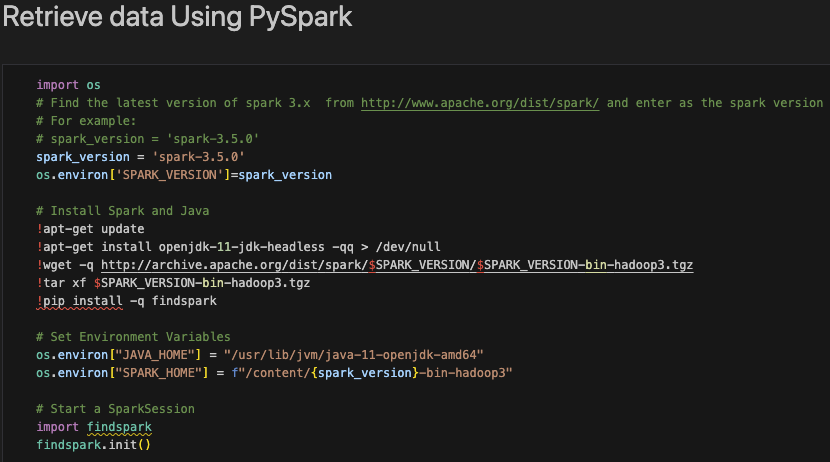 Retrieve data Using PySpark
import os
# Find the latest version of spark 3.x  from http://www.apache.org/dist/spark/ and enter as the spark version
# For example:
# spark_version = 'spark-3.5.0'
spark_version = 'spark-3.5.0'
os.environ['SPARK_VERSION']=spark_version
# Install Spark and Java
!apt-get update
!apt-get install openjdk-11-jdk-headless -qq > /dev/null
!wget -q http://archive.apache.org/dist/spark/$SPARK_VERSION/$SPARK_VERSION-bin-hadoop3.tgz
!tar xf $SPARK_VERSION-bin-hadoop3.tgz
!pip install -q findspark
# Set Environment Variables
os.environ["JAVA_HOME"] = "/usr/lib/jvm/java-11-openjdk-amd64"
os.environ["SPARK_HOME"] = f"/content/{spark_version}-bin-hadoop3"
# Start a SparkSession
import findspark
findspark.init()